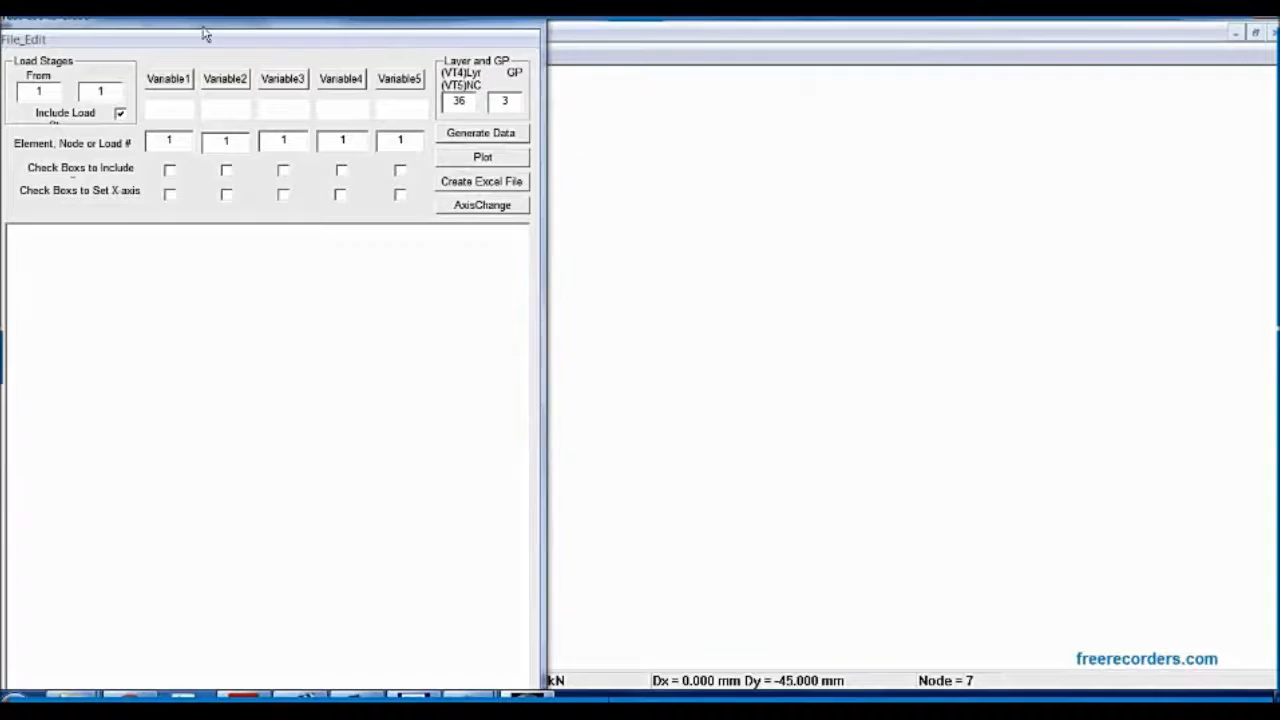 File_Edit
Load Stages
From
1 1
Include Load
Variable1 Variable2 Variable3 Variable4 Variable5
Layer and GP
(VT4)Lyr GP
(VT5)NC
36 3
Element, Node or Load # 1 1 1 1 1
Check Boxs to Include
Check Boxs to Set X-axis
Generate Data
Plot
Create Excel File
AxisChange
freerecorders.com
kN Dx = 0.000 mm Dy = -45.000 mm Node = 7